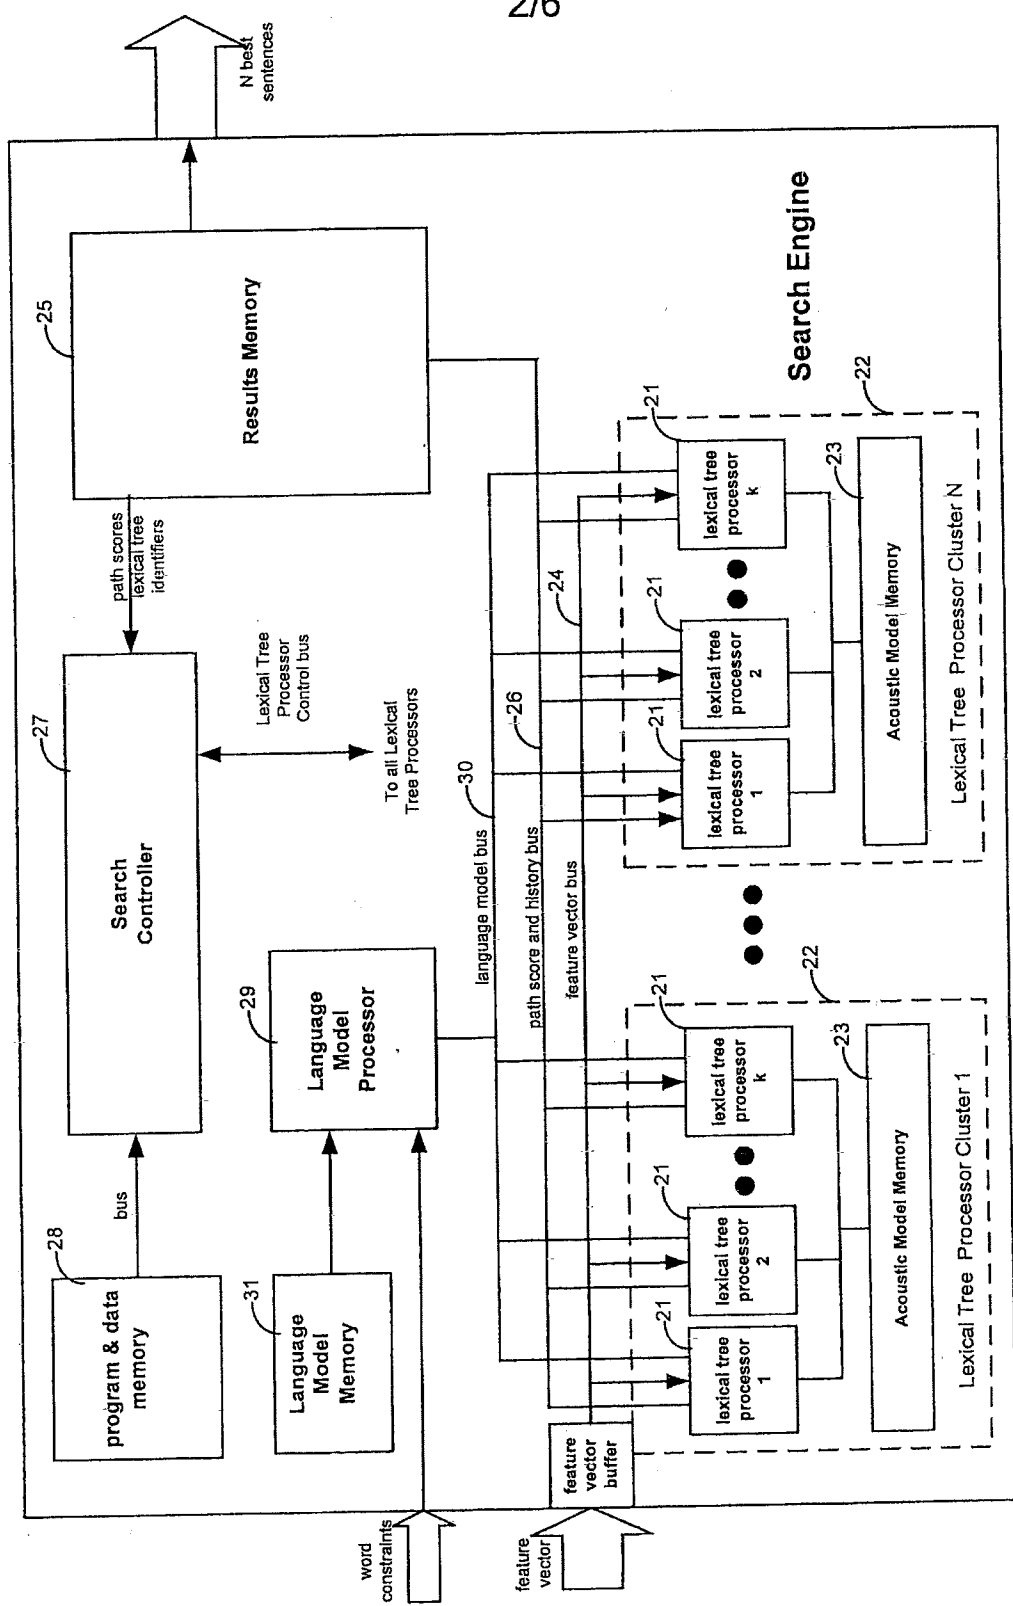 2/6
N best
sentences
25
Results Memory
path scores
lexical tree
identifiers
27
Search
Controller
Lexical Tree
Processor
Control bus
To all Lexical
Tree Processors
bus
28
program & data
memory
29
Language
Model
Processor
31
Language
Model
Memory
word
constraints
30
language model bus
26
path score and history bus
24
feature vector bus
feature
vector
buffer
feature
vector
Search Engine
22
21
lexical tree
processor
1
21
lexical tree
processor
2
21
lexical tree
processor
k
23
Acoustic Model Memory
Lexical Tree Processor Cluster 1
22
21
lexical tree
processor
1
21
lexical tree
processor
2
21
lexical tree
processor
k
23
Acoustic Model Memory
Lexical Tree Processor Cluster N